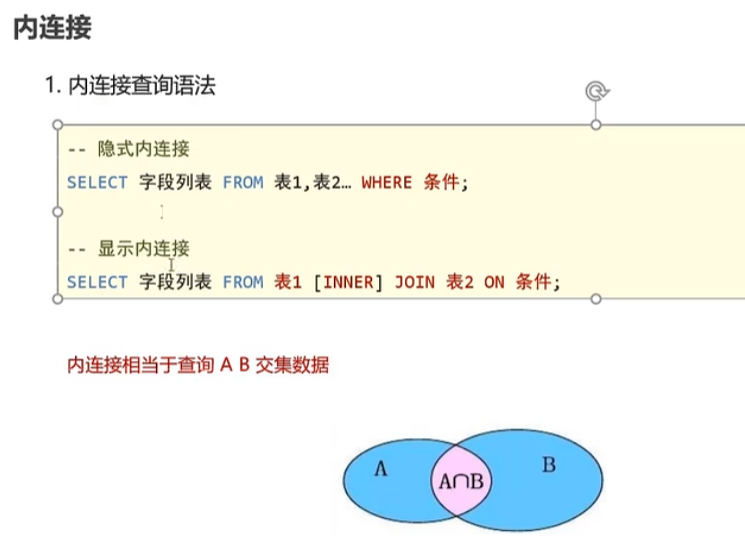 内连接
1. 内连接查询语法
-- 隐式内连接
SELECT 字段列表 FROM 表1,表2… WHERE 条件;
-- 显示内连接
SELECT 字段列表 FROM 表1 [INNER] JOIN 表2 ON 条件;
内连接相当于查询 A B 交集数据
A
A∩B
B